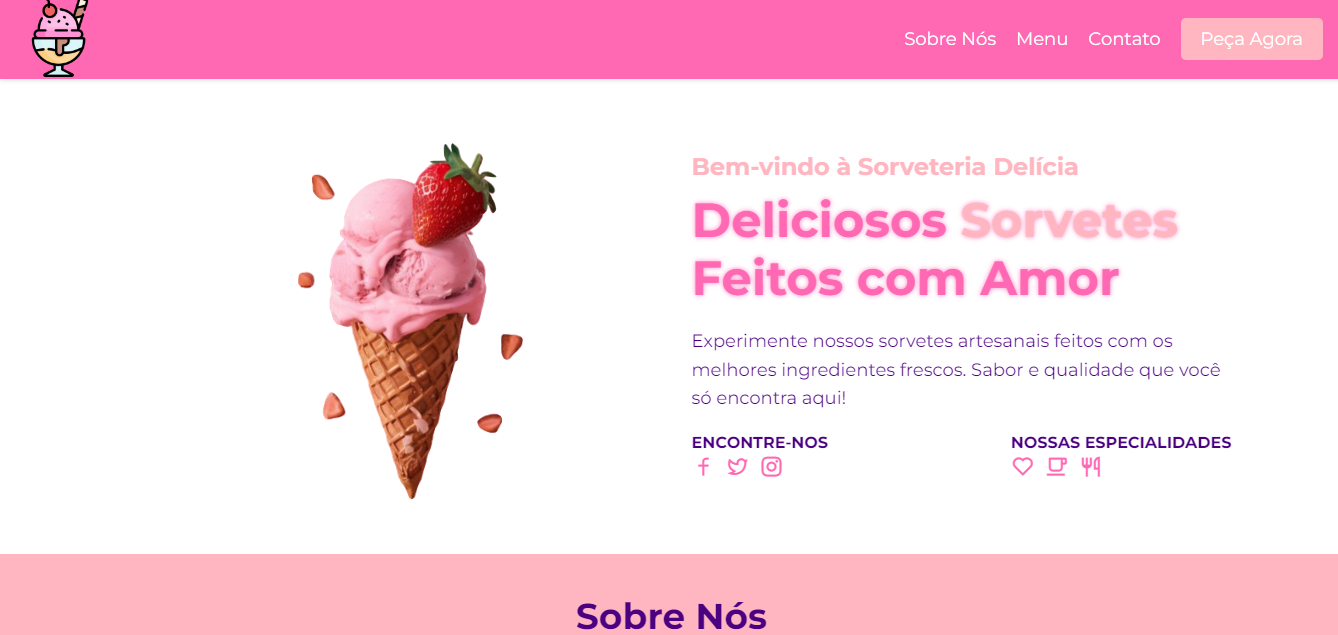 Sobre Nós Menu Contato Peça Agora
Bem-vindo à Sorveteria Delícia
Deliciosos Sorvetes
Feitos com Amor
Experimente nossos sorvetes artesanais feitos com os
melhores ingredientes frescos. Sabor e qualidade que você
só encontra aqui!
ENCONTRE-NOS
NOSSAS ESPECIALIDADES
Sobre Nós